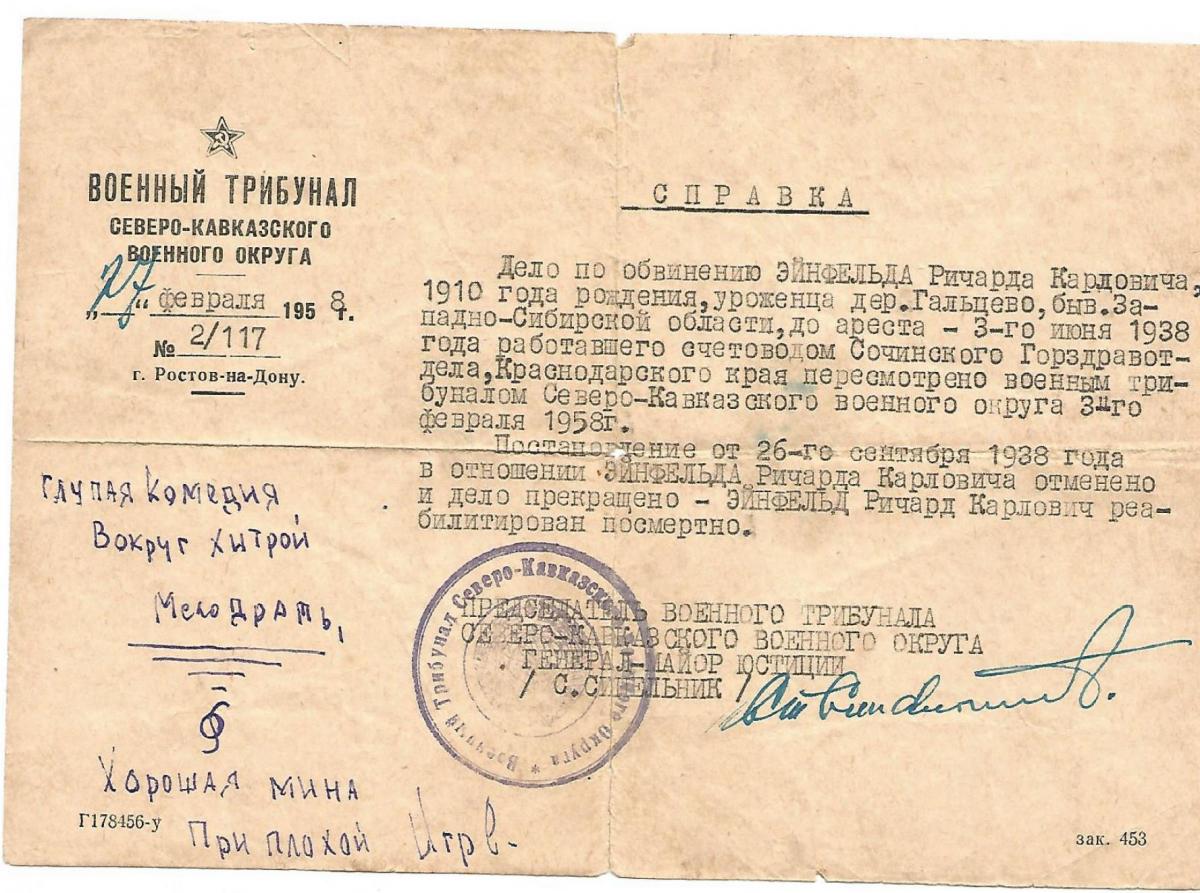 ВОЕННЫЙ ТРИБУНАЛ
СЕВЕРО-КАВКАЗСКОГО
ВОЕННОГО ОКРУГА
„27“ февраля 1958г.
№ 2/117
г. Ростов-на-Дону.
СПРАВКА
Дело по обвинению ЭЙНФЕЛЬДА Ричарда Карловича,
1910 года рождения,уроженца дер.Гальцево,быв.За-
падно-Сибирской области,до ареста - 3-го июня 1938
года работавшего счетоводом Сочинского Горздравот-
дела,Краснодарского края пересмотрено военным три-
буналом Северо-Кавказского военного округа 3-го
февраля 1958г.
Постановление от 26-го сентября 1938 года
в отношении ЭЙНФЕЛЬДА Ричарда Карловича отменено
и дело прекращено - ЭЙНФЕЛЬД Ричард Карлович реа-
билитирован посмертно.
ПРЕДСЕДАТЕЛЬ ВОЕННОГО ТРИБУНАЛА
СЕВЕРО-КАВКАЗСКОГО ВОЕННОГО ОКРУГА
ГЕНЕРАЛ-МАЙОР ЮСТИЦИИ
/ С.СИНЕЛЬНИК /
Военный Трибунал Северо-Кавказского Военного Округа *
Глупая Комедия
Вокруг хитрой
Мелодрамы,
§
Хорошая мина
При плохой Игре.
Г178456-у
зак. 453